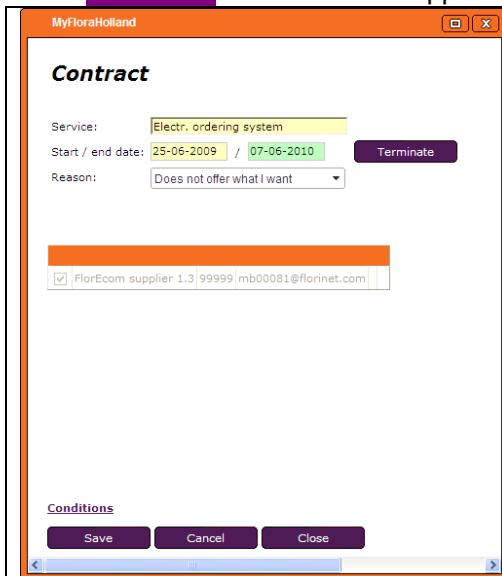 MyFloraHolland
Contract
Service: Electr. ordering system
Start / end date: 25-06-2009 / 07-06-2010 Terminate
Reason: Does not offer what I want
FlorEcom supplier 1.3 99999 mb00081@florinet.com
Conditions
Save Cancel Close